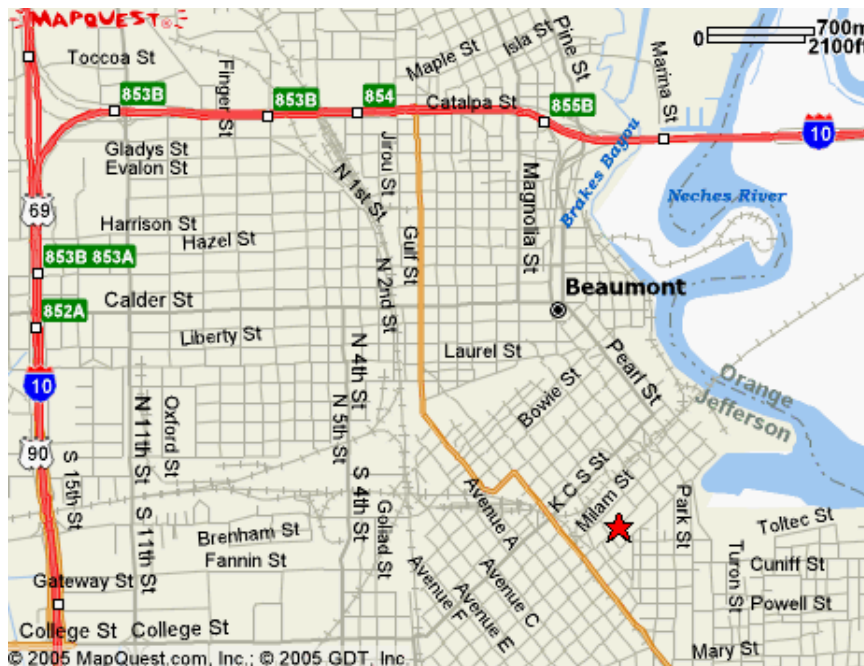 MAPQUEST®
700m
0
2100ft
Toccoa St
Finger St
Maple St
Isla St
Pine St
Marina St
853B
853B
854
Catalpa St
855B
10
Gladys St
Evalon St
N 1st St
Jirou St
Magnolia St
Brakes Bayou
Neches River
69
Harrison St
Hazel St
Gulf St
853B 853A
N 2nd St
Beaumont
Calder St
852A
Liberty St
Laurel St
Pearl St
Orange
Jefferson
10
N 4th St
Bowie St
N 11th St
Oxford St
N 5th St
90
S 15th St
S 4th St
Avenue A
K C S St
Milam St
Park St
S 11th St
Brenham St
Goliad St
Toltec St
Fannin St
Turon St
Cuniff St
Gateway St
Avenue F
Avenue E
Avenue C
Powell St
College St
College St
Mary St
© 2005 MapQuest.com, Inc.; © 2005 GDT, Inc.